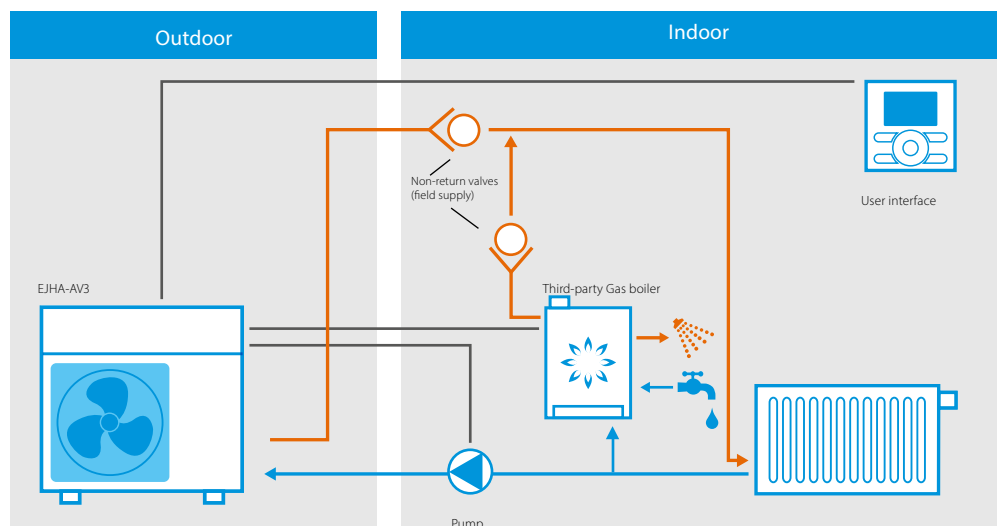 Outdoor
Indoor
Non-return valves
(field supply)
User interface
EJHA-AV3
Third-party Gas boiler
Pump